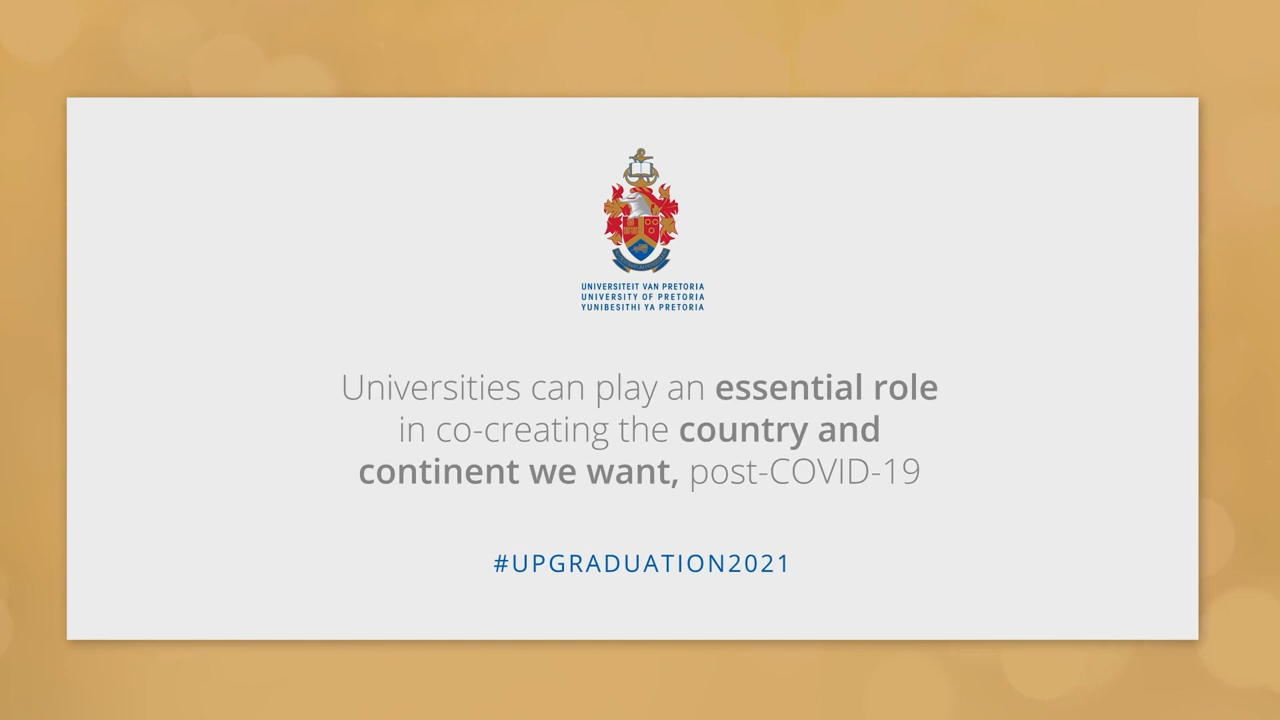 UNIVERSITEIT VAN PRETORIA
UNIVERSITY OF PRETORIA
YUNIBESITHI YA PRETORIA
Universities can play an essential role
in co-creating the country and
continent we want, post-COVID-19
#UPGRADUATION2021